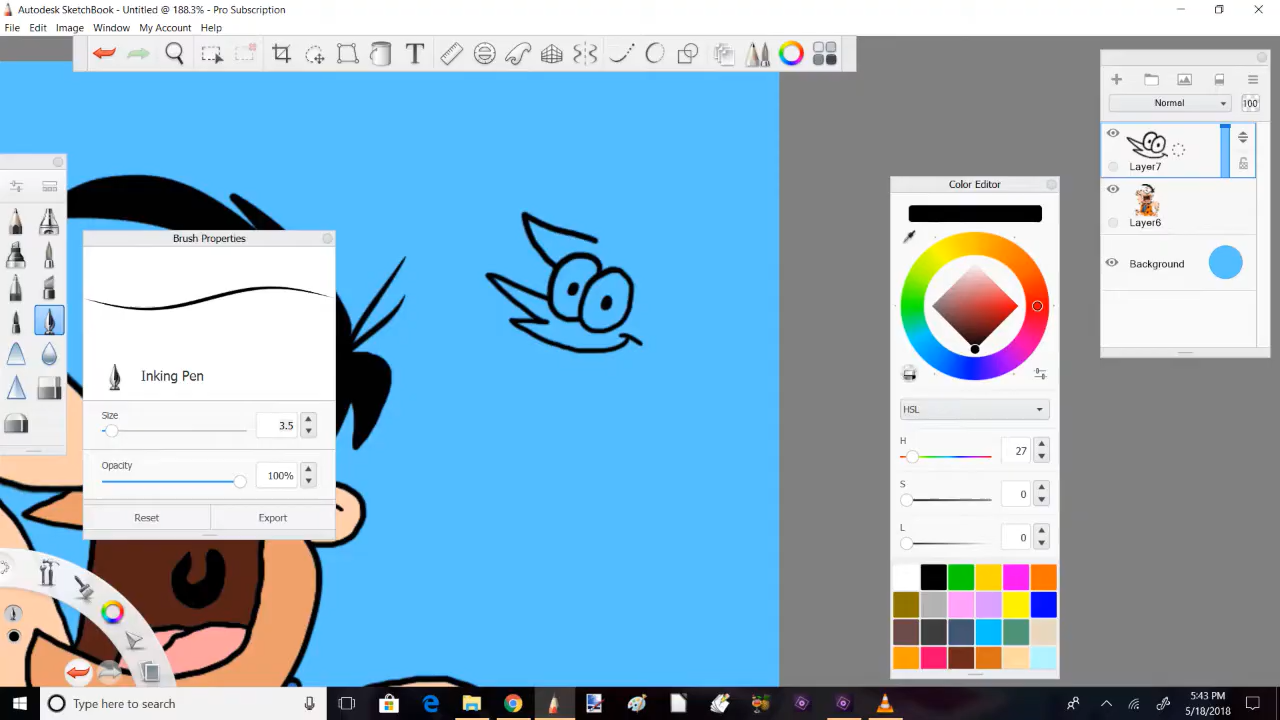 Autodesk SketchBook - Untitled @ 188.3% - Pro Subscription
File Edit Image Window My Account Help
T
Normal 100
Layer7
Layer6
Background
Brush Properties
Inking Pen
Size
3.5
Opacity
100%
Reset Export
Color Editor
HSL
H 27
S 0
L 0
Type here to search
5:43 PM
5/18/2018